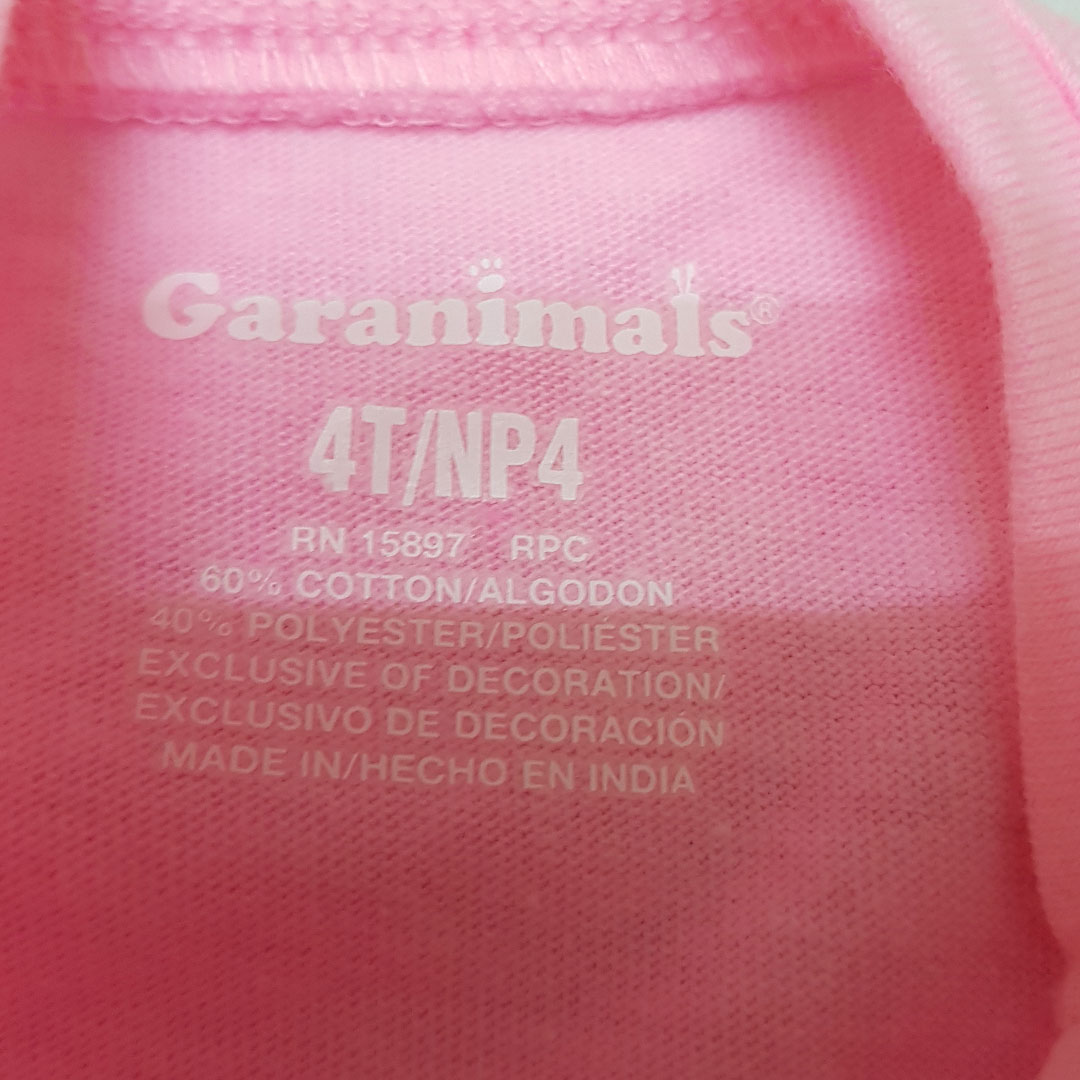 Garanimals®
4T/NP4
RN 15897 RPC
60% COTTON/ALGODON
40% POLYESTER/POLIÉSTER
EXCLUSIVE OF DECORATION/
EXCLUSIVO DE DECORACIÓN
MADE IN/HECHO EN INDIA